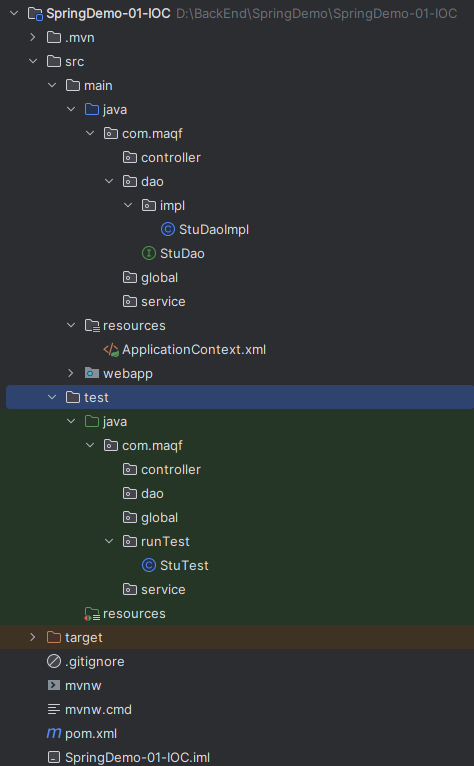 SpringDemo-01-IOC D:\BackEnd\SpringDemo\SpringDemo-01-IOC
.mvn
src
main
java
com.maqf
controller
dao
impl
StuDaoImpl
StuDao
global
service
resources
ApplicationContext.xml
webapp
test
java
com.maqf
controller
dao
global
runTest
StuTest
service
resources
target
.gitignore
mvnw
mvnw.cmd
pom.xml
SpringDemo-01-IOC.iml